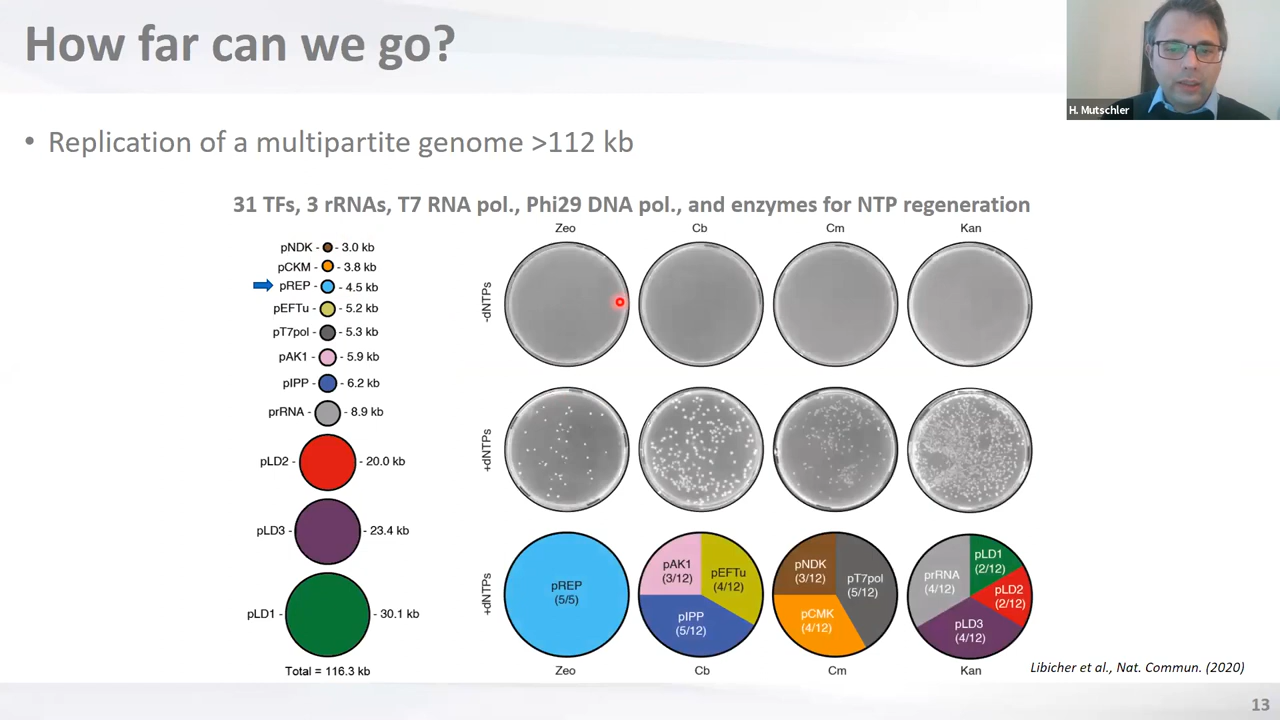 How far can we go?
H. Mutschler
• Replication of a multipartite genome >112 kb
31 TFs, 3 rRNAs, T7 RNA pol., Phi29 DNA pol., and enzymes for NTP regeneration
Zeo Cb Cm Kan
pNDK - - 3.0 kb
pCKM - - 3.8 kb
pREP - - 4.5 kb
pEFTu - - 5.2 kb
pT7pol - - 5.3 kb
pAK1 - - 5.9 kb
pIPP - - 6.2 kb
prRNA - - 8.9 kb
pLD2 - - 20.0 kb
pLD3 - - 23.4 kb
pLD1 - - 30.1 kb
Total = 116.3 kb
-dNTPs
+dNTPs
+dNTPs
pREP
(5/5)
pAK1
(3/12)
pEFTu
(4/12)
pIPP
(5/12)
pNDK
(3/12)
pT7pol
(5/12)
pCMK
(4/12)
prRNA
(4/12)
pLD1
(2/12)
pLD2
(2/12)
pLD3
(4/12)
Zeo Cb Cm Kan
Libicher et al., Nat. Commun. (2020)
13